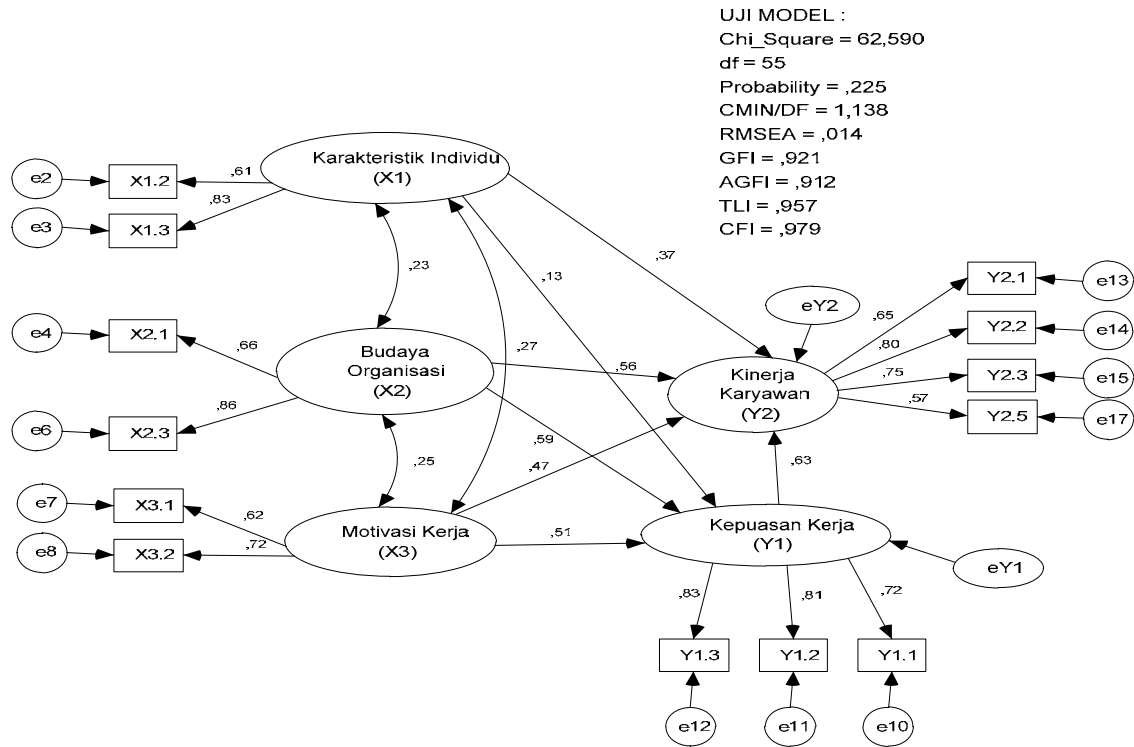 UJI MODEL :
Chi_Square = 62,590
df = 55
Probability = ,225
CMIN/DF = 1,138
RMSEA = ,014
GFI = ,921
AGFI = ,912
TLI = ,957
CFI = ,979
Karakteristik Individu
(X1)
e2
X1.2
,61
e3
X1.3
,83
,23
,13
,37
eY2
Y2.1
e13
,65
Y2.2
e14
,80
Y2.3
e15
,75
Y2.5
e17
,57
e4
X2.1
,66
Budaya
Organisasi
(X2)
,27
,56
Kinerja
Karyawan
(Y2)
e6
X2.3
,86
,59
,47
,63
,25
e7
X3.1
,62
e8
X3.2
,72
Motivasi Kerja
(X3)
,51
Kepuasan Kerja
(Y1)
eY1
,83
,81
,72
Y1.3
Y1.2
Y1.1
e12
e11
e10